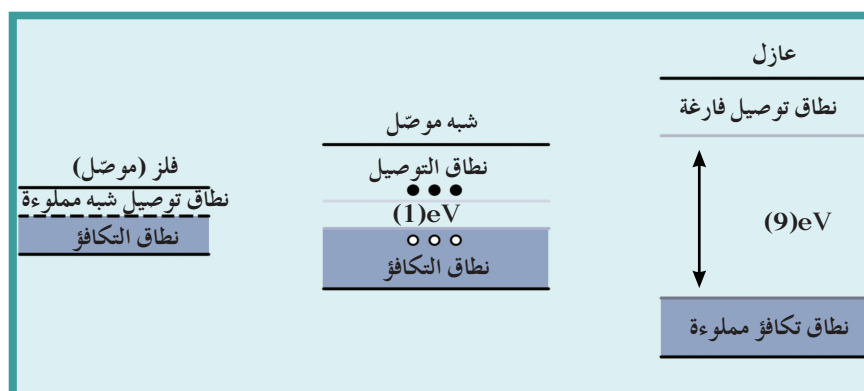 عازل
نطاق توصيل فارغة
(9)eV
نطاق تكافؤ مملوءة
شبه موصّل
نطاق التوصيل
(1)eV
نطاق التكافؤ
فلز (موصّل)
نطاق توصيل شبه مملوءة
نطاق التكافؤ